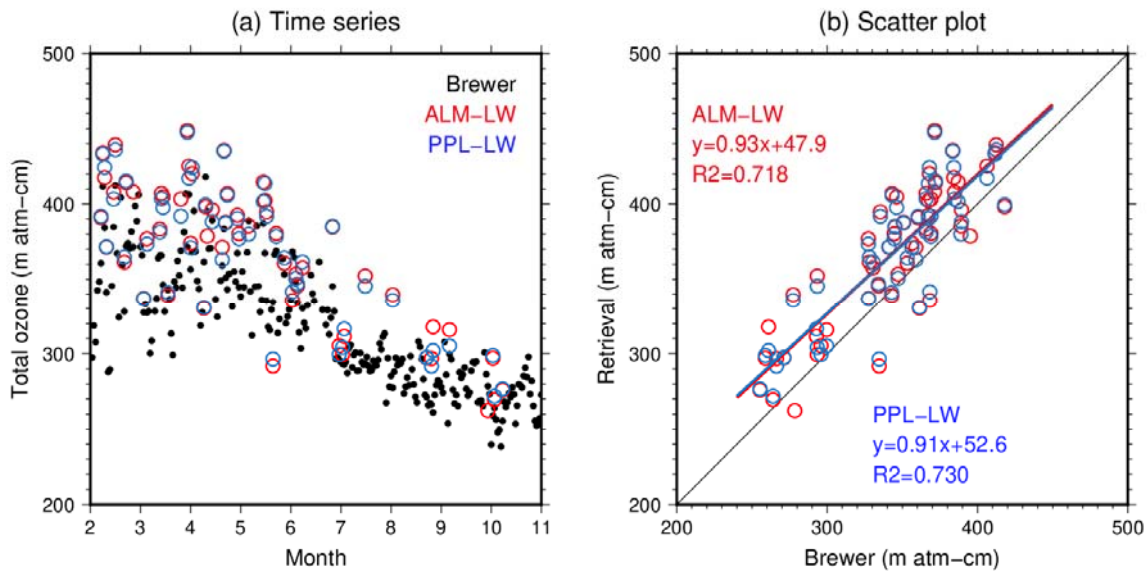 (a) Time series
(b) Scatter plot
500
400
300
200
Total ozone (m atm−cm)
2 3 4 5 6 7 8 9 10 11
Month
Brewer
ALM−LW
PPL−LW
500
400
300
200
Retrieval (m atm−cm)
ALM−LW
y=0.93x+47.9
R2=0.718
PPL−LW
y=0.91x+52.6
R2=0.730
200 300 400 500
Brewer (m atm−cm)